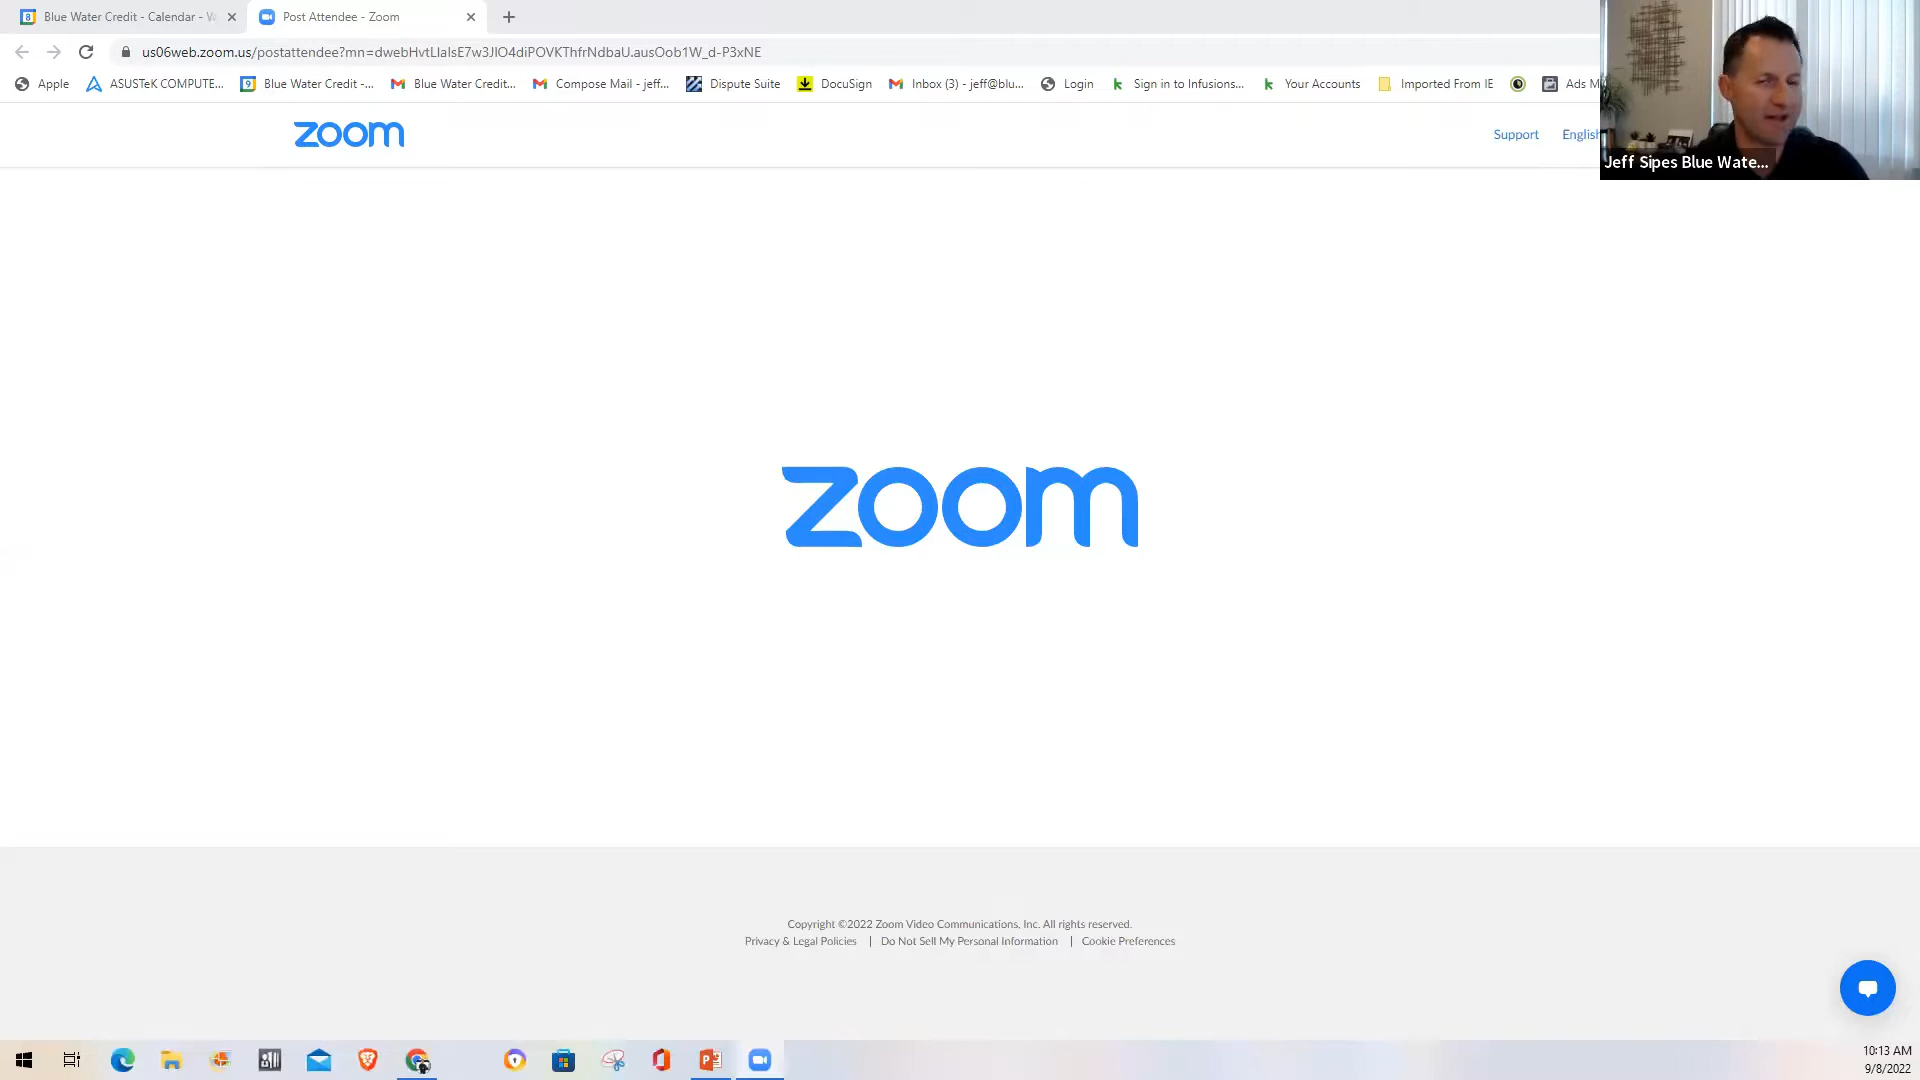 Blue Water Credit - Calendar - W
Post Attendee - Zoom
us06web.zoom.us/postattendee?mn=dwebHvtLIaIsE7w3JIO4diPOVKThfrNdbaU.ausOob1W_d-P3xNE
Apple
ASUSTeK COMPUTE...
9
Blue Water Credit -...
Blue Water Credit...
Compose Mail - jeff...
Dispute Suite
DocuSign
Inbox (3) - jeff@blu...
Login
k
Sign in to Infusions...
k
Your Accounts
Imported From IE
Ads M
zoom
Support
English
Jeff Sipes Blue Wate...
zoom
Copyright ©2022 Zoom Video Communications, Inc. All rights reserved.
Privacy & Legal Policies | Do Not Sell My Personal Information | Cookie Preferences
10:13 AM
9/8/2022